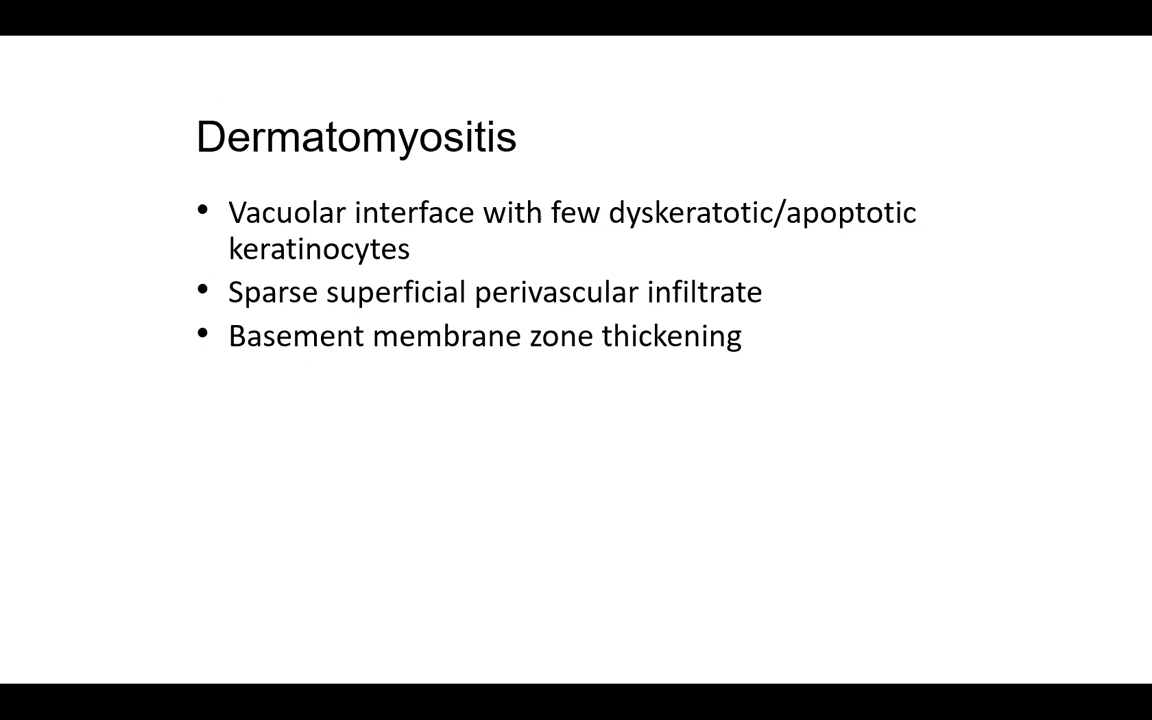 Dermatomyositis
• Vacuolar interface with few dyskeratotic/apoptotic
keratinocytes
• Sparse superficial perivascular infiltrate
• Basement membrane zone thickening